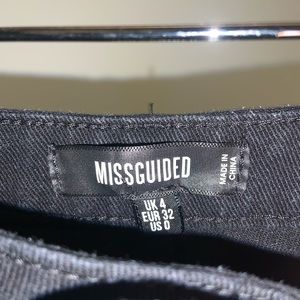 MISSGUIDED
MADE IN
CHINA
UK 4
EUR 32
US 0